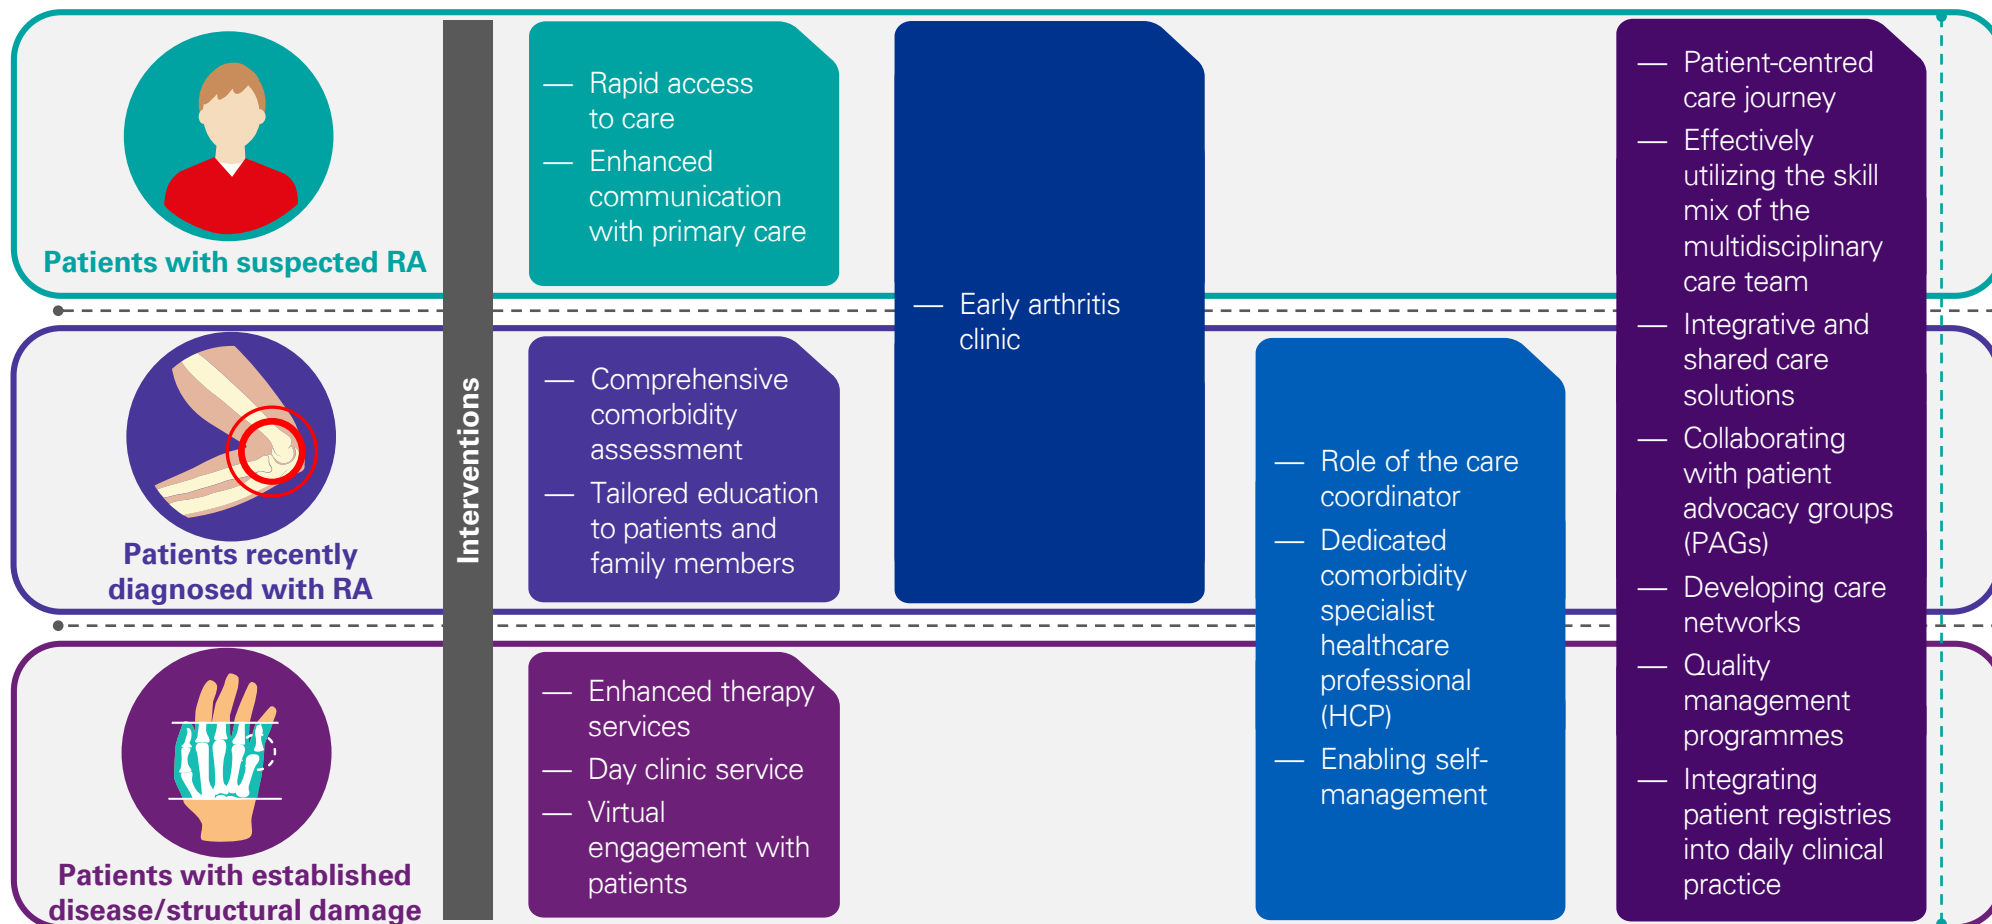 Patients with suspected RA
Patients recently
diagnosed with RA
Patients with established
disease/structural damage
Interventions
— Rapid access
to care
— Enhanced
communication
with primary care
— Comprehensive
comorbidity
assessment
— Tailored education
to patients and
family members
— Enhanced therapy
services
— Day clinic service
— Virtual
engagement with
patients
— Early arthritis
clinic
— Role of the care
coordinator
— Dedicated
comorbidity
specialist
healthcare
professional
(HCP)
— Enabling self-
management
— Patient-centred
care journey
— Effectively
utilizing the skill
mix of the
multidisciplinary
care team
— Integrative and
shared care
solutions
— Collaborating
with patient
advocacy groups
(PAGs)
— Developing care
networks
— Quality
management
programmes
— Integrating
patient registries
into daily clinical
practice